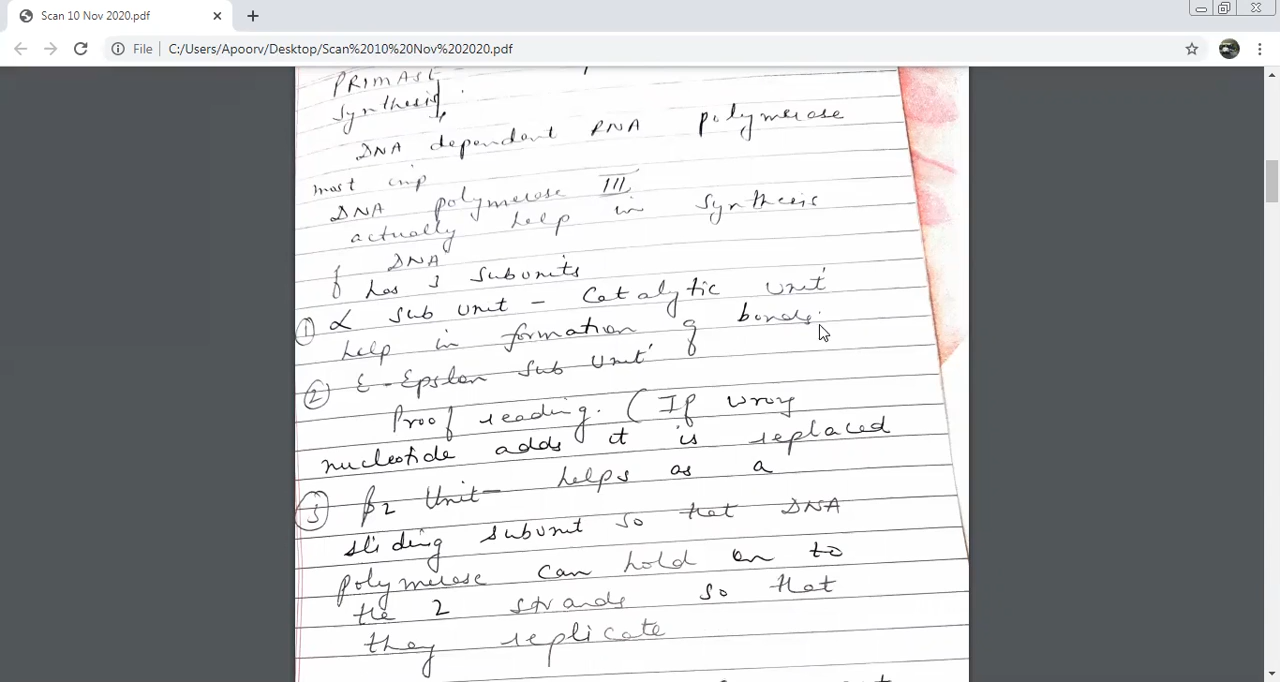 Scan 10 Nov 2020.pdf
File C:/Users/Apoorv/Desktop/Scan%2010%20Nov%202020.pdf
PRIMASE
Synthesis,
DNA dependant RNA polymerase
most imp
DNA polymerase III
actually help in synthesis
of DNA
has 3 subunits
① α sub unit - Catalytic unit
help in formation of bonds.
② ε - Epsilon sub unit
Proof reading. (If wrong
nucleotide adds it is replaced
③ β2 Unit - helps as a
sliding subunit so that DNA
polymerase can hold on to
the 2 strands so that
they replicate